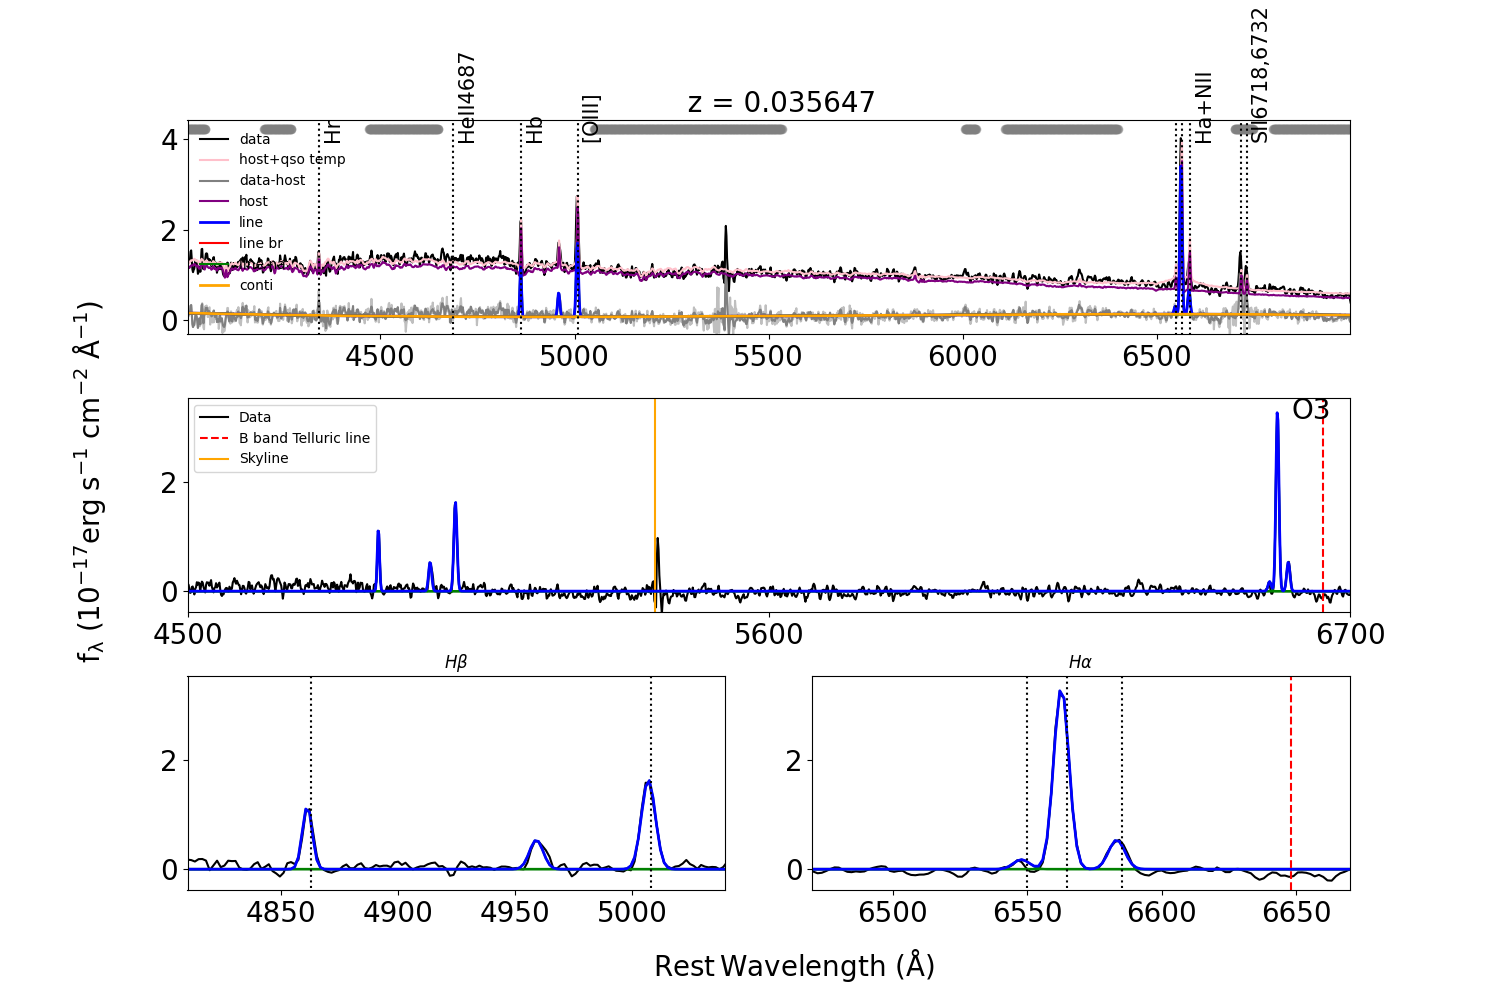 z = 0.035647
Hr
HeII4687
Hb
[OIII]
Ha+NII
SII6718,6732
data
host+qso temp
data-host
host
line
line br
conti
4
2
0
4500 5000 5500 6000 6500
Data
B band Telluric line
Skyline
O3
2
0
4500 5600 6700
fλ (10−17erg s−1 cm−2 Å−1)
Hβ
2
0
4850 4900 4950 5000
Hα
2
0
6500 6550 6600 6650
Rest Wavelength (Å)